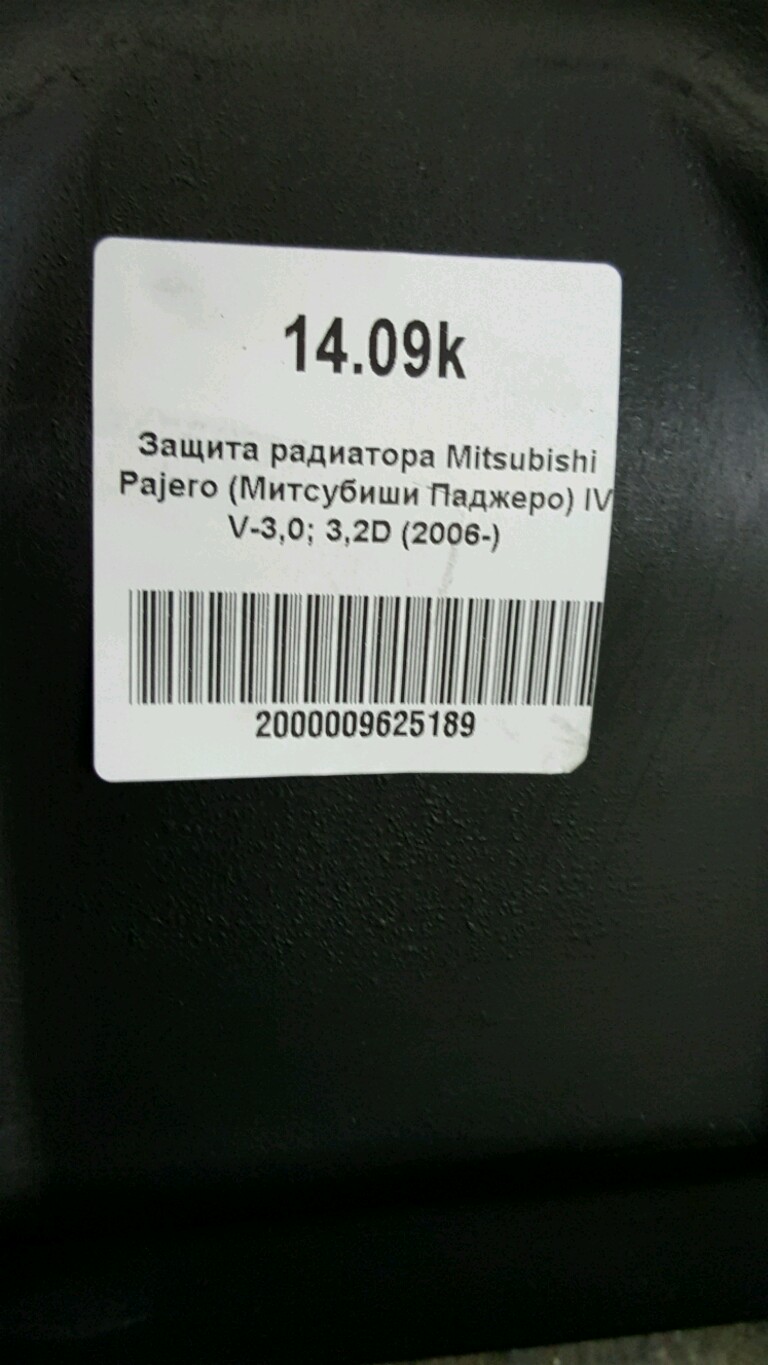 14.09k
Защита радиатора Mitsubishi
Pajero (Митсубиши Паджеро) IV
V-3,0; 3,2D (2006-)
2000009625189